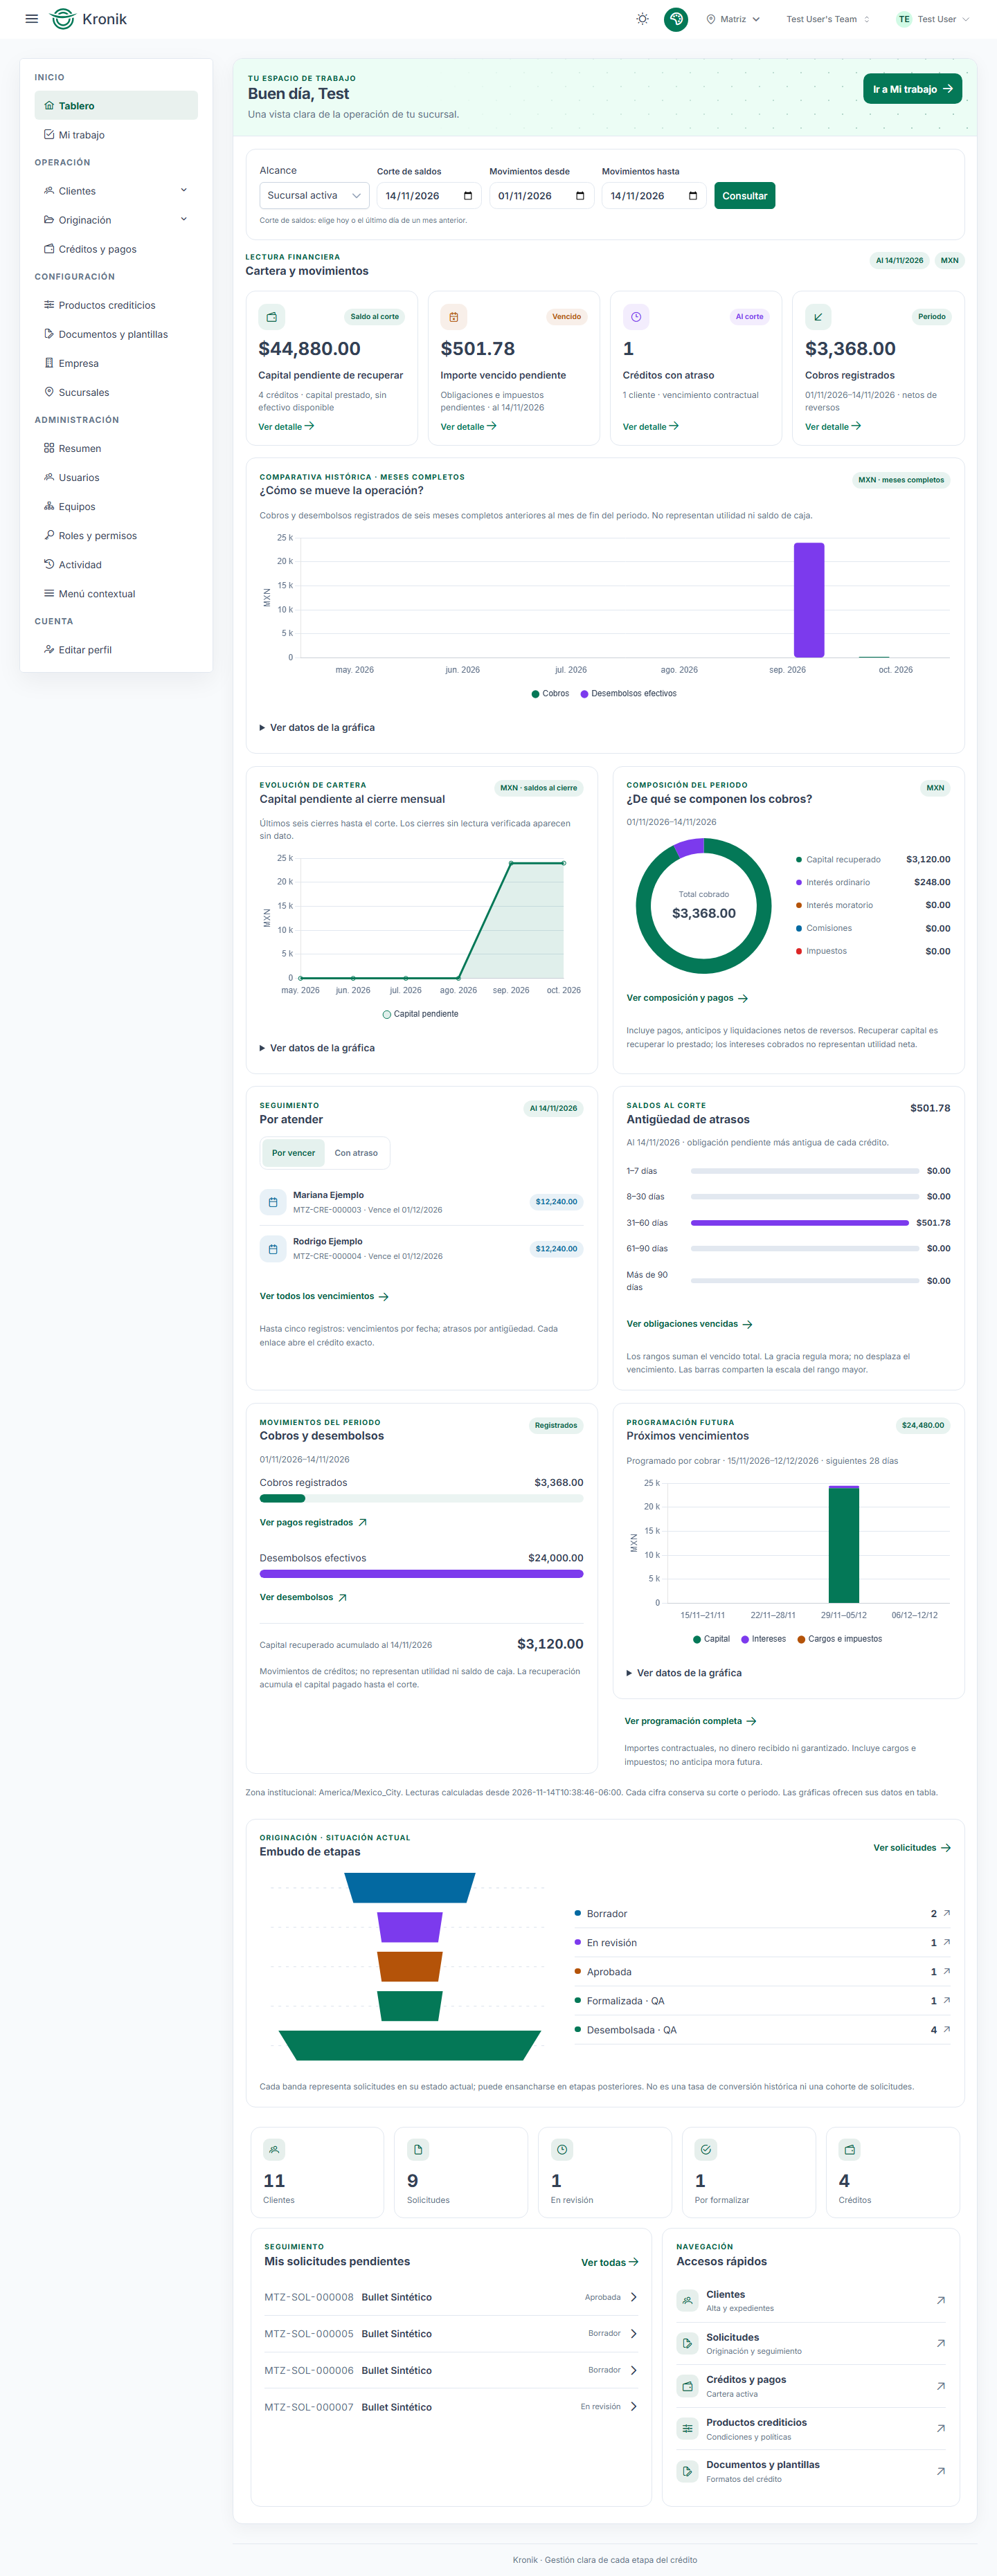 Kronik
Matriz
Test User's Team
TE
Test User
INICIO
Tablero
Mi trabajo
OPERACIÓN
Clientes
Originación
Créditos y pagos
CONFIGURACIÓN
Productos crediticios
Documentos y plantillas
Empresa
Sucursales
ADMINISTRACIÓN
Resumen
Usuarios
Equipos
Roles y permisos
Actividad
Menú contextual
CUENTA
Editar perfil
TU ESPACIO DE TRABAJO
Buen día, Test
Una vista clara de la operación de tu sucursal.
Ir a Mi trabajo
Alcance
Corte de saldos
Movimientos desde
Movimientos hasta
Sucursal activa
14/11/2026
01/11/2026
14/11/2026
Consultar
Corte de saldos: elige hoy o el último día de un mes anterior.
LECTURA FINANCIERA
Cartera y movimientos
Al 14/11/2026
MXN
Saldo al corte
$44,880.00
Capital pendiente de recuperar
4 créditos · capital prestado, sin
efectivo disponible
Ver detalle
Vencido
$501.78
Importe vencido pendiente
Obligaciones e impuestos
pendientes · al 14/11/2026
Ver detalle
Al corte
1
Créditos con atraso
1 cliente · vencimiento contractual
Ver detalle
Periodo
$3,368.00
Cobros registrados
01/11/2026–14/11/2026 · netos de
reversos
Ver detalle
COMPARATIVA HISTÓRICA · MESES COMPLETOS
¿Cómo se mueve la operación?
MXN · meses completos
Cobros y desembolsos registrados de seis meses completos anteriores al mes de fin del periodo. No representan utilidad ni saldo de caja.
MXN
25 k
20 k
15 k
10 k
5 k
0
may. 2026
jun. 2026
jul. 2026
ago. 2026
sep. 2026
oct. 2026
Cobros
Desembolsos efectivos
Ver datos de la gráfica
EVOLUCIÓN DE CARTERA
Capital pendiente al cierre mensual
MXN · saldos al cierre
Últimos seis cierres hasta el corte. Los cierres sin lectura verificada aparecen
sin dato.
MXN
25 k
20 k
15 k
10 k
5 k
0
may. 2026
jun. 2026
jul. 2026
ago. 2026
sep. 2026
oct. 2026
Capital pendiente
Ver datos de la gráfica
COMPOSICIÓN DEL PERIODO
¿De qué se componen los cobros?
MXN
01/11/2026–14/11/2026
Total cobrado
$3,368.00
Capital recuperado $3,120.00
Interés ordinario $248.00
Interés moratorio $0.00
Comisiones $0.00
Impuestos $0.00
Ver composición y pagos
Incluye pagos, anticipos y liquidaciones netos de reversos. Recuperar capital es
recuperar lo prestado; los intereses cobrados no representan utilidad neta.
SEGUIMIENTO
Por atender
Al 14/11/2026
Por vencer
Con atraso
Mariana Ejemplo
MTZ-CRE-000003 · Vence el 01/12/2026
$12,240.00
Rodrigo Ejemplo
MTZ-CRE-000004 · Vence el 01/12/2026
$12,240.00
Ver todos los vencimientos
Hasta cinco registros: vencimientos por fecha; atrasos por antigüedad. Cada
enlace abre el crédito exacto.
SALDOS AL CORTE
Antigüedad de atrasos
$501.78
Al 14/11/2026 · obligación pendiente más antigua de cada crédito.
1–7 días $0.00
8–30 días $0.00
31–60 días $501.78
61–90 días $0.00
Más de 90
días
$0.00
Ver obligaciones vencidas
Los rangos suman el vencido total. La gracia regula mora; no desplaza el
vencimiento. Las barras comparten la escala del rango mayor.
MOVIMIENTOS DEL PERIODO
Cobros y desembolsos
Registrados
01/11/2026–14/11/2026
Cobros registrados $3,368.00
Ver pagos registrados
Desembolsos efectivos $24,000.00
Ver desembolsos
Capital recuperado acumulado al 14/11/2026 $3,120.00
Movimientos de créditos; no representan utilidad ni saldo de caja. La recuperación
acumula el capital pagado hasta el corte.
PROGRAMACIÓN FUTURA
Próximos vencimientos
$24,480.00
Programado por cobrar · 15/11/2026–12/12/2026 · siguientes 28 días
MXN
25 k
20 k
15 k
10 k
5 k
0
15/11–21/11
22/11–28/11
29/11–05/12
06/12–12/12
Capital
Intereses
Cargos e impuestos
Ver datos de la gráfica
Ver programación completa
Importes contractuales, no dinero recibido ni garantizado. Incluye cargos e
impuestos; no anticipa mora futura.
Zona institucional: America/Mexico_City. Lecturas calculadas desde 2026-11-14T10:38:46-06:00. Cada cifra conserva su corte o periodo. Las gráficas ofrecen sus datos en tabla.
ORIGINACIÓN · SITUACIÓN ACTUAL
Embudo de etapas
Ver solicitudes
Borrador 2
En revisión 1
Aprobada 1
Formalizada · QA 1
Desembolsada · QA 4
Cada banda representa solicitudes en su estado actual; puede ensancharse en etapas posteriores. No es una tasa de conversión histórica ni una cohorte de solicitudes.
11
Clientes
9
Solicitudes
1
En revisión
1
Por formalizar
4
Créditos
SEGUIMIENTO
Mis solicitudes pendientes
Ver todas
MTZ-SOL-000008 Bullet Sintético Aprobada
MTZ-SOL-000005 Bullet Sintético Borrador
MTZ-SOL-000006 Bullet Sintético Borrador
MTZ-SOL-000007 Bullet Sintético En revisión
NAVEGACIÓN
Accesos rápidos
Clientes
Alta y expedientes
Solicitudes
Originación y seguimiento
Créditos y pagos
Cartera activa
Productos crediticios
Condiciones y políticas
Documentos y plantillas
Formatos del crédito
Kronik · Gestión clara de cada etapa del crédito